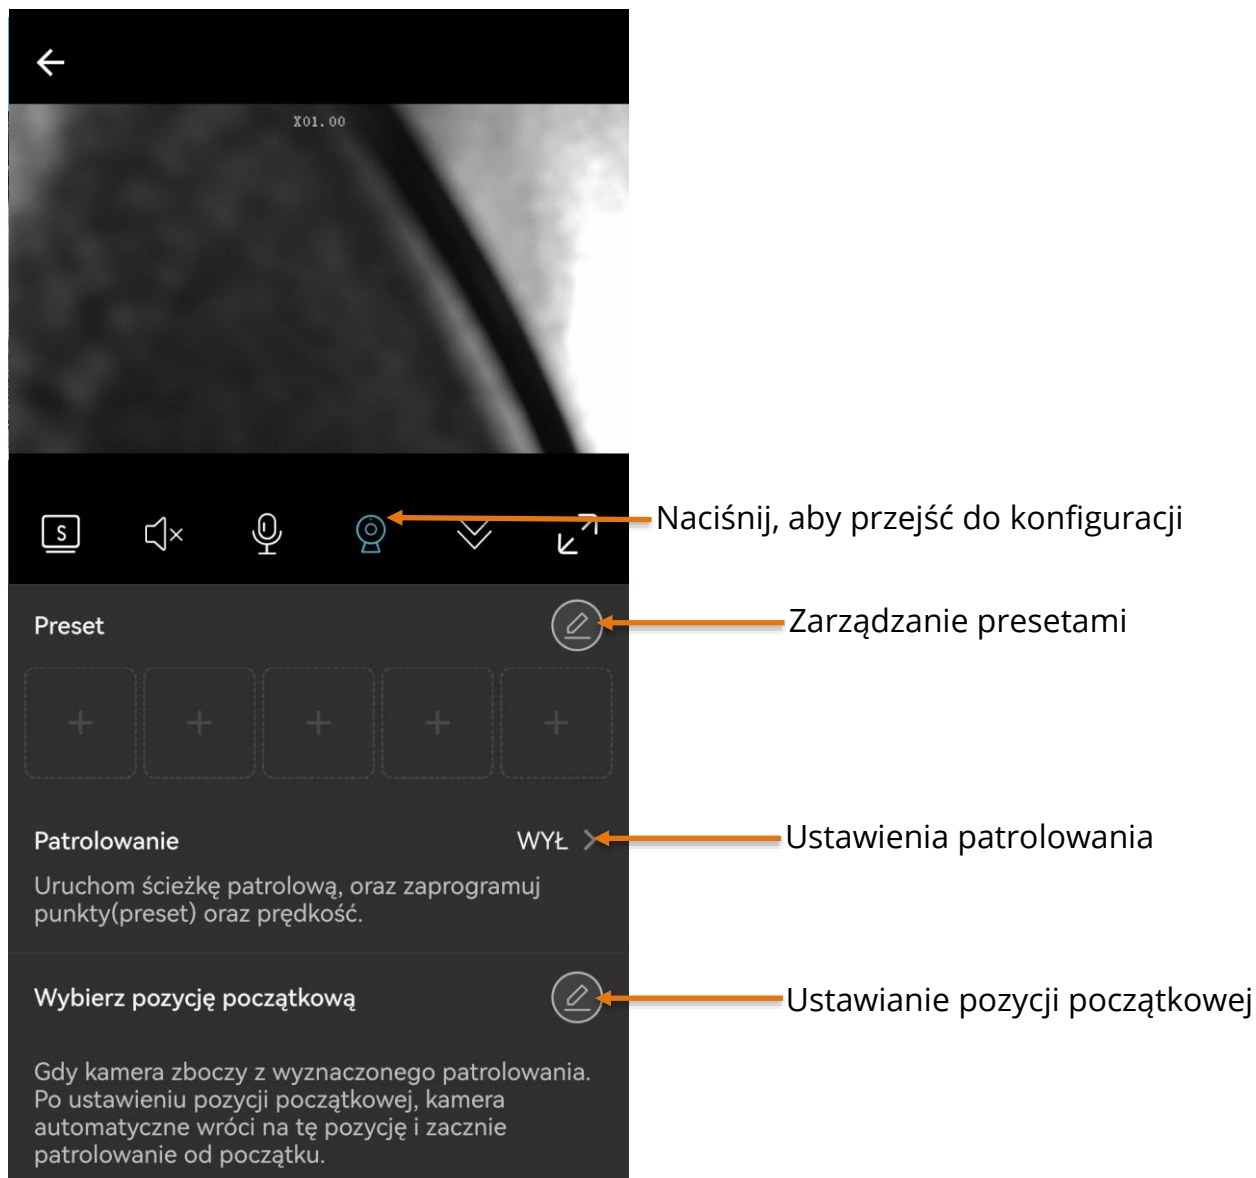 X01.00
S
Naciśnij, aby przejść do konfiguracji
Preset
Zarządzanie presetami
Patrolowanie
WYŁ
Ustawienia patrolowania
Uruchom ścieżkę patrolową, oraz zaprogramuj
punkty(preset) oraz prędkość.
Wybierz pozycję początkową
Ustawianie pozycji początkowej
Gdy kamera zboczy z wyznaczonego patrolowania.
Po ustawieniu pozycji początkowej, kamera
automatyczne wróci na tę pozycję i zacznie
patrolowanie od początku.